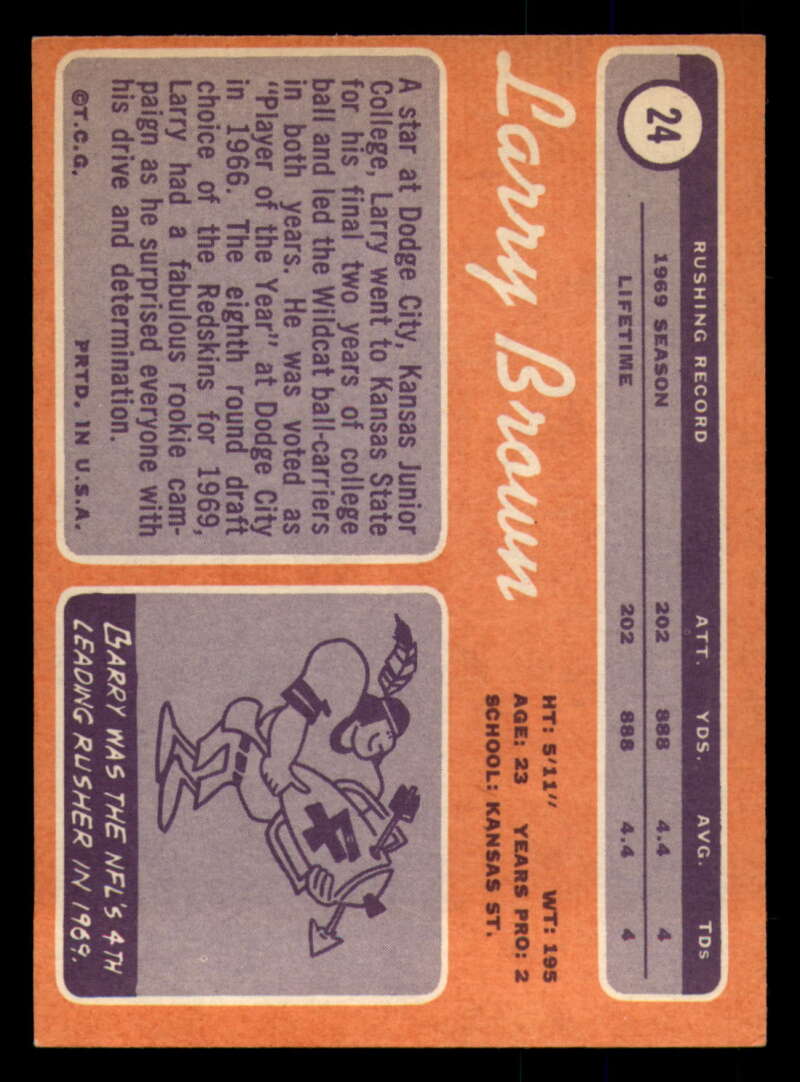 24
RUSHING RECORD ATT. YDS. AVG. TDs
1969 SEASON 202 888 4.4 4
LIFETIME 202 888 4.4 4
Larry Brown
HT: 5'11" WT: 195
AGE: 23 YEARS PRO: 2
SCHOOL: KANSAS ST.
A star at Dodge City, Kansas Junior
College, Larry went to Kansas State
for his final two years of college
ball and led the Wildcat ball-carriers
in both years. He was voted as
"Player of the Year" at Dodge City
in 1966. The eighth round draft
choice of the Redskins for 1969,
Larry had a fabulous rookie cam-
paign as he surprised everyone with
his drive and determination.
©T.C.G. PRTD. IN U.S.A.
BARRY WAS THE NFL'S 4TH
LEADING RUSHER IN 1969.